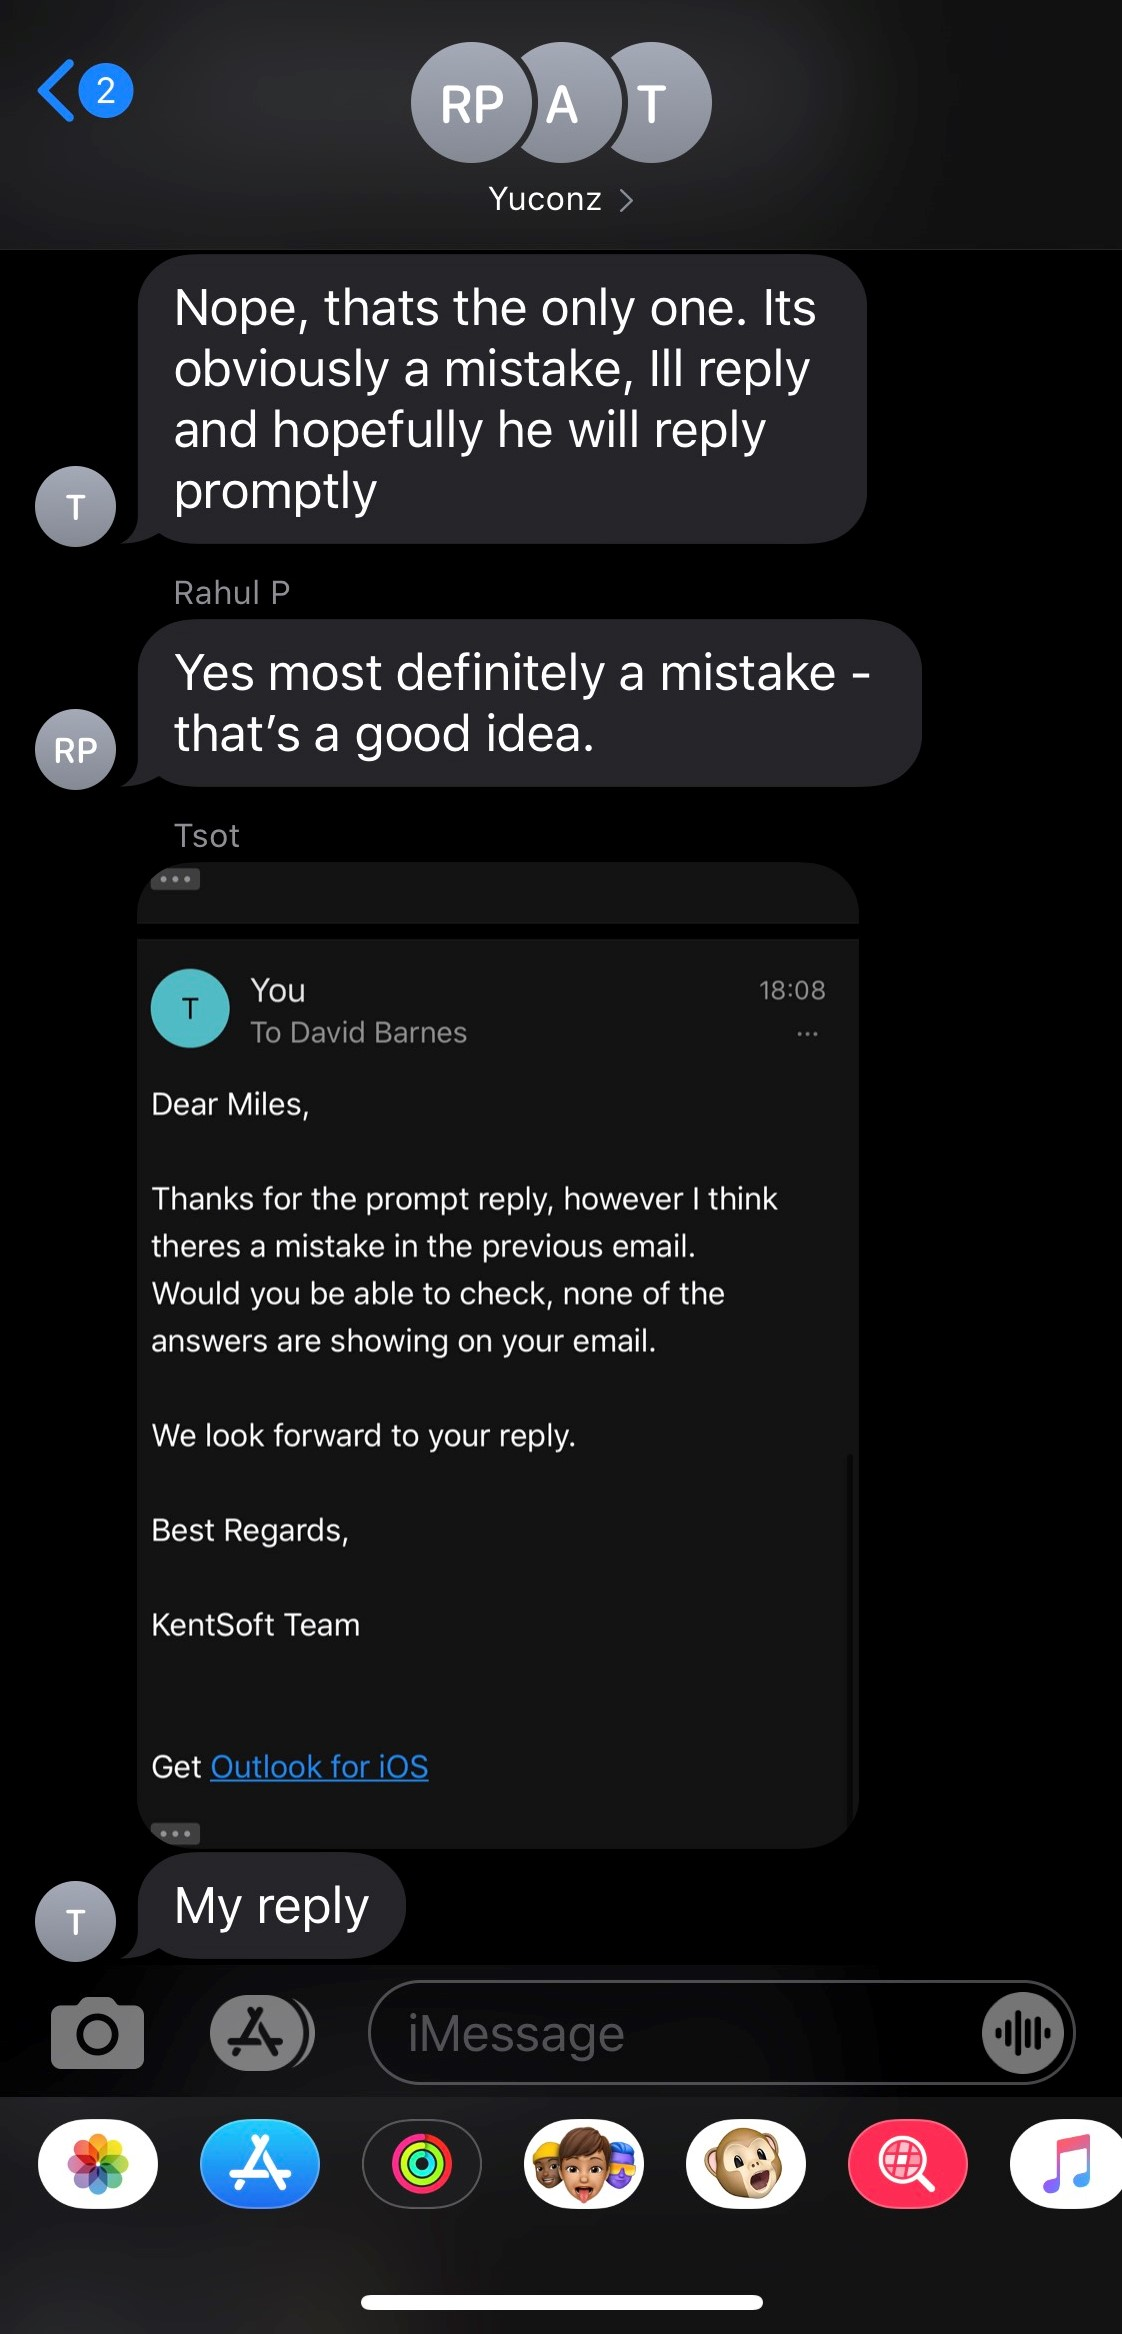 2
RP A T
Yuconz
Nope, thats the only one. Its
obviously a mistake, Ill reply
and hopefully he will reply
promptly
T
Rahul P
Yes most definitely a mistake -
that’s a good idea.
RP
Tsot
T
You
18:08
To David Barnes
Dear Miles,
Thanks for the prompt reply, however I think
theres a mistake in the previous email.
Would you be able to check, none of the
answers are showing on your email.
We look forward to your reply.
Best Regards,
KentSoft Team
Get Outlook for iOS
My reply
T
iMessage